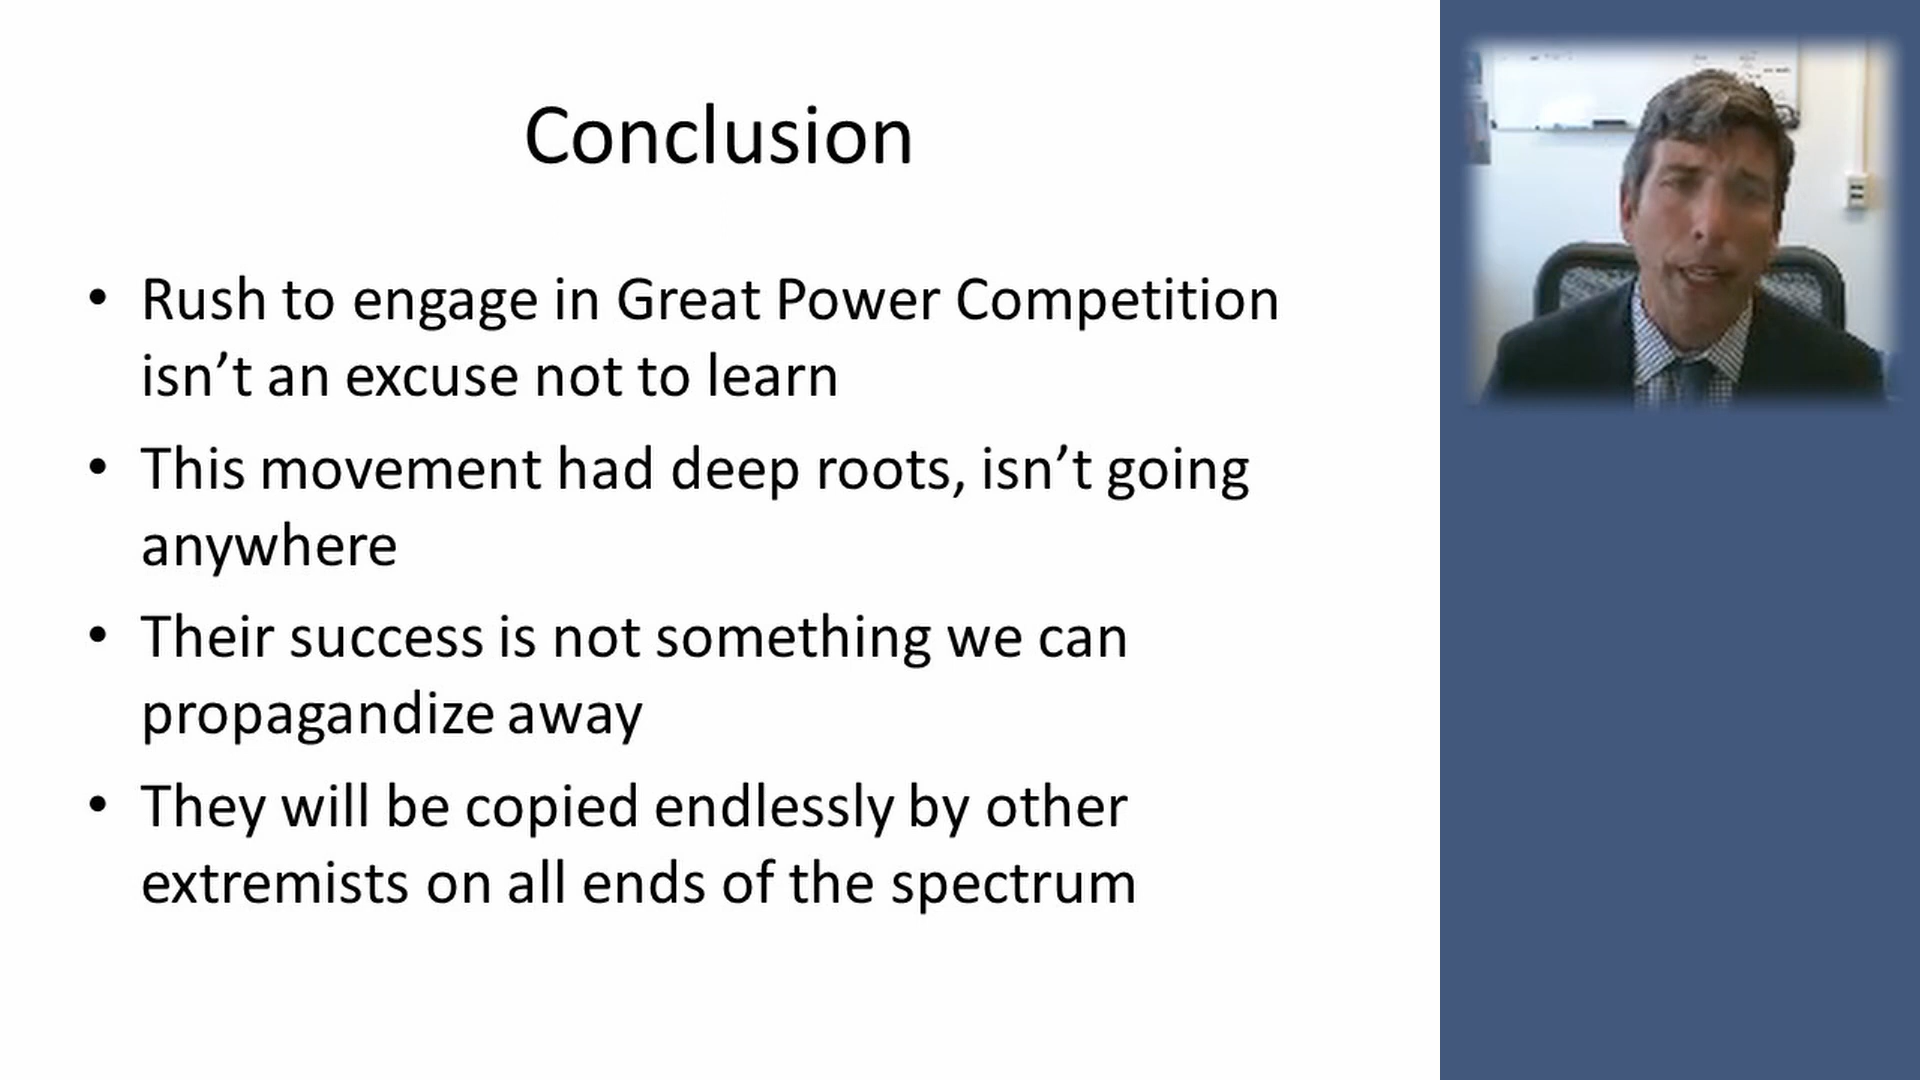 Conclusion
• Rush to engage in Great Power Competition
isn’t an excuse not to learn
• This movement had deep roots, isn’t going
anywhere
• Their success is not something we can
propagandize away
• They will be copied endlessly by other
extremists on all ends of the spectrum